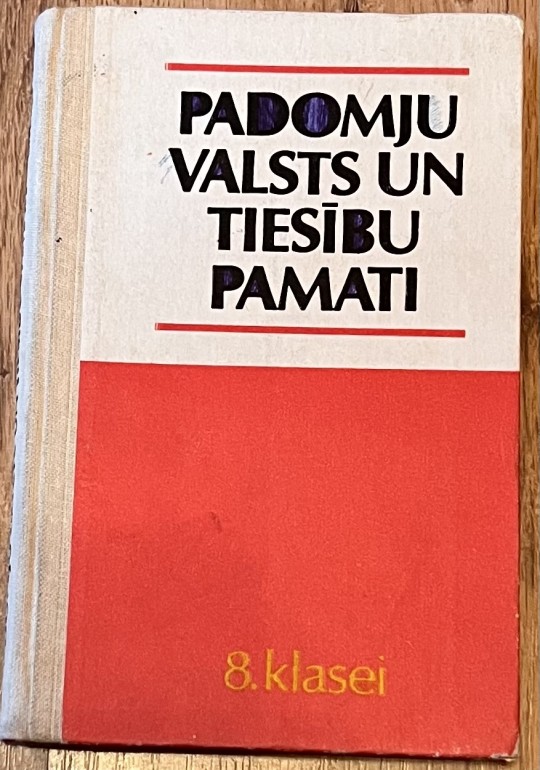 PADOMJU
VALSTS UN
TIESĪBU
PAMATI
8. klasei